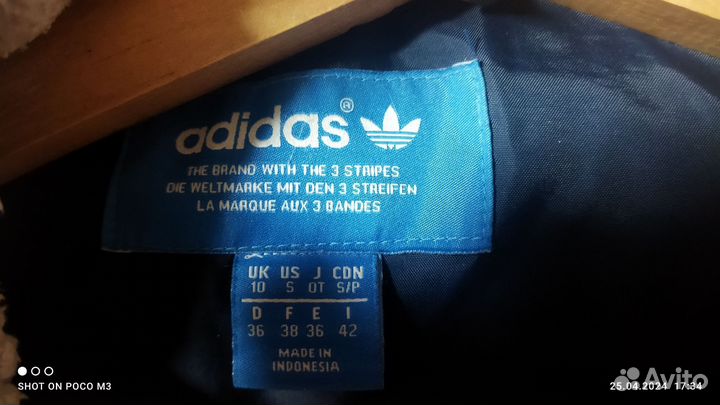 adidas®
THE BRAND WITH THE 3 STRIPES
DIE WELTMARKE MIT DEN 3 STREIFEN
LA MARQUE AUX 3 BANDES
UK US J CDN
10 S OT S/P
D F E I
36 38 36 42
MADE IN
INDONESIA
SHOT ON POCO M3
25.04.2024 17:34
Avito